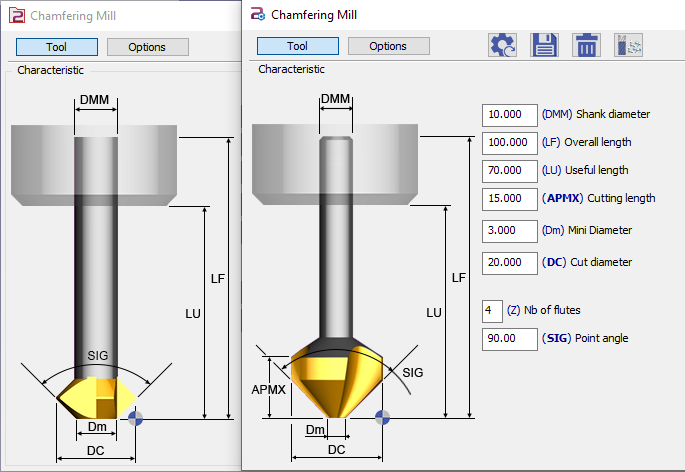 Chamfering Mill
Tool
Options
Characteristic
DMM
LF
LU
SIG
Dm
DC
Chamfering Mill
Tool
Options
Characteristic
DMM
LF
LU
SIG
APMX
Dm
DC
10.000 (DMM) Shank diameter
100.000 (LF) Overall length
70.000 (LU) Useful length
15.000 (APMX) Cutting length
3.000 (Dm) Mini Diameter
20.000 (DC) Cut diameter
4 (Z) Nb of flutes
90.00 (SIG) Point angle